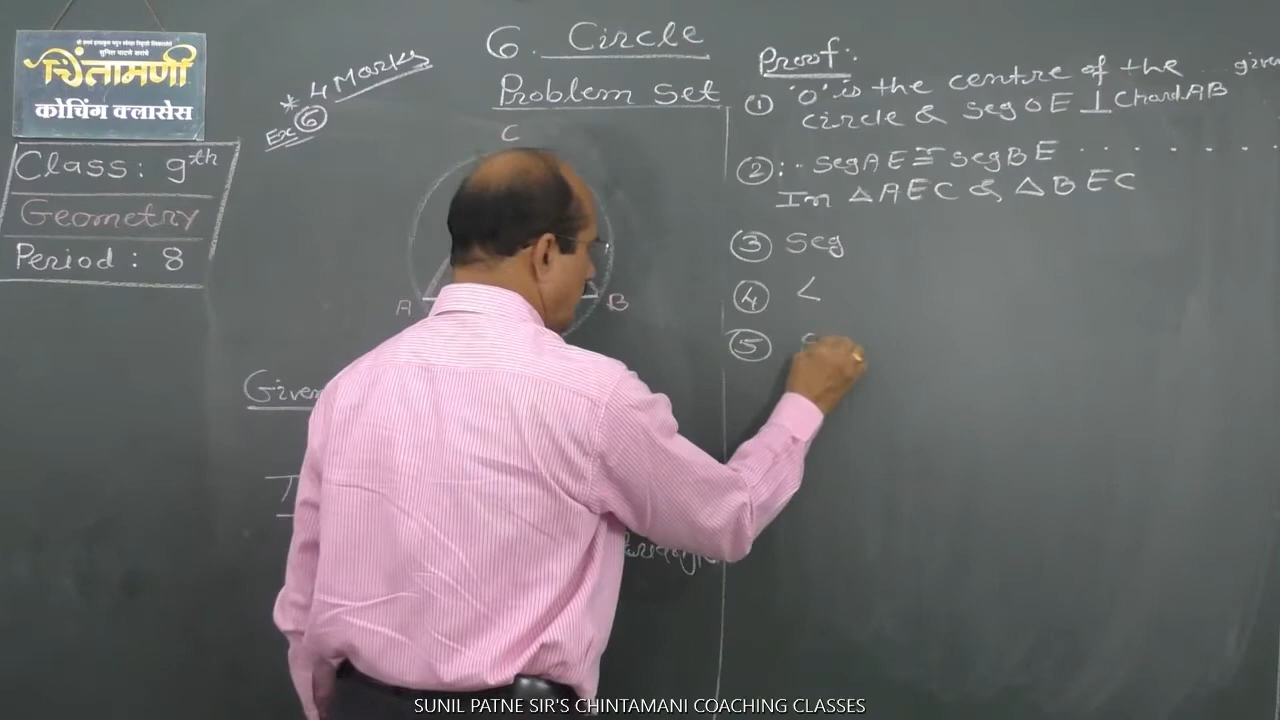 चिंतामणी
कोचिंग क्लासेस
Class: 9th
Geometry
Period: 8
* 4 Marks
Ex 6
6. Circle
Problem Set
C
A
B
Given
Proof:
① 'O' is the centre of the ... given
circle & seg OE ⊥ Chord AB
② ∴ seg AE ≅ seg BE . . . . . . .
In △AEC & △BEC
③ Seg
④ <
⑤
SUNIL PATNE SIR'S CHINTAMANI COACHING CLASSES